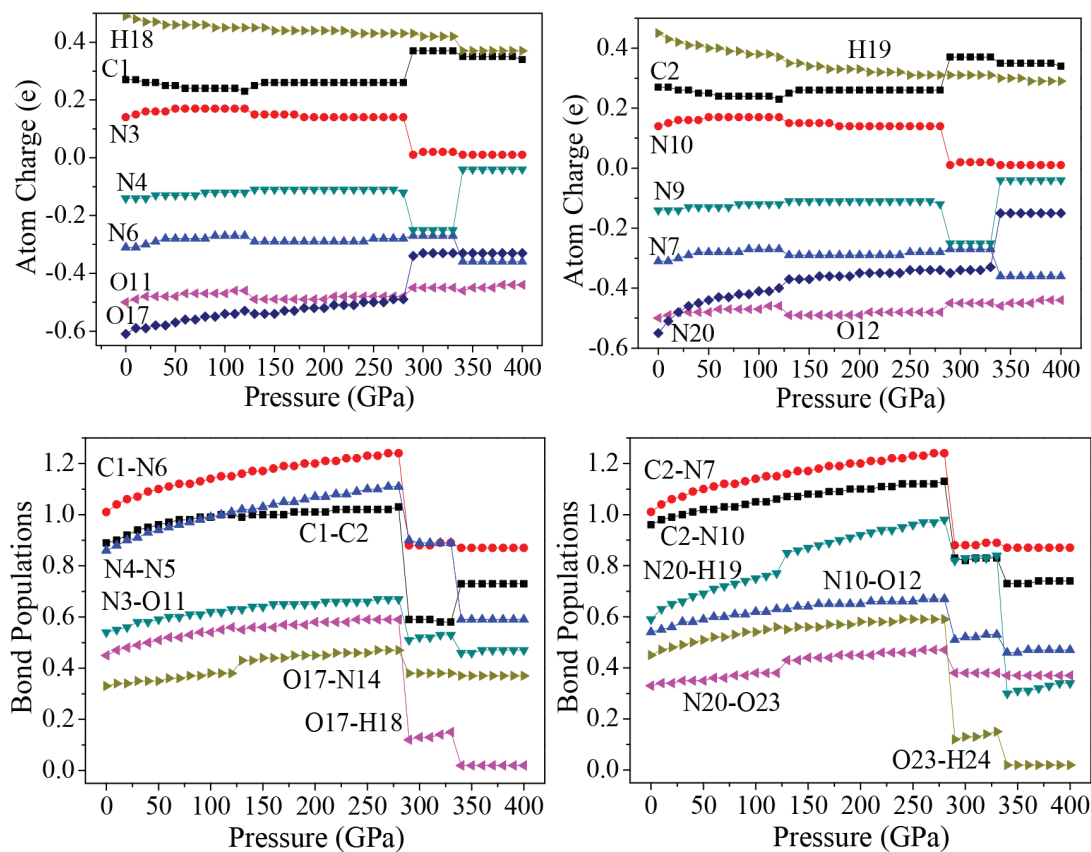 Atom Charge (e)
0.4
0.2
0.0
-0.2
-0.4
-0.6
H18
C1
N3
N4
N6
O11
O17
0 50 100 150 200 250 300 350 400
Pressure (GPa)
Atom Charge (e)
0.4
0.2
0.0
-0.2
-0.4
-0.6
H19
C2
N10
N9
N7
N20
O12
0 50 100 150 200 250 300 350 400
Pressure (GPa)
Bond Populations
1.2
1.0
0.8
0.6
0.4
0.2
0.0
C1-N6
C1-C2
N4-N5
N3-O11
O17-N14
O17-H18
0 50 100 150 200 250 300 350 400
Pressure (GPa)
Bond Populations
1.2
1.0
0.8
0.6
0.4
0.2
0.0
C2-N7
C2-N10
N20-H19
N10-O12
N20-O23
O23-H24
0 50 100 150 200 250 300 350 400
Pressure (GPa)